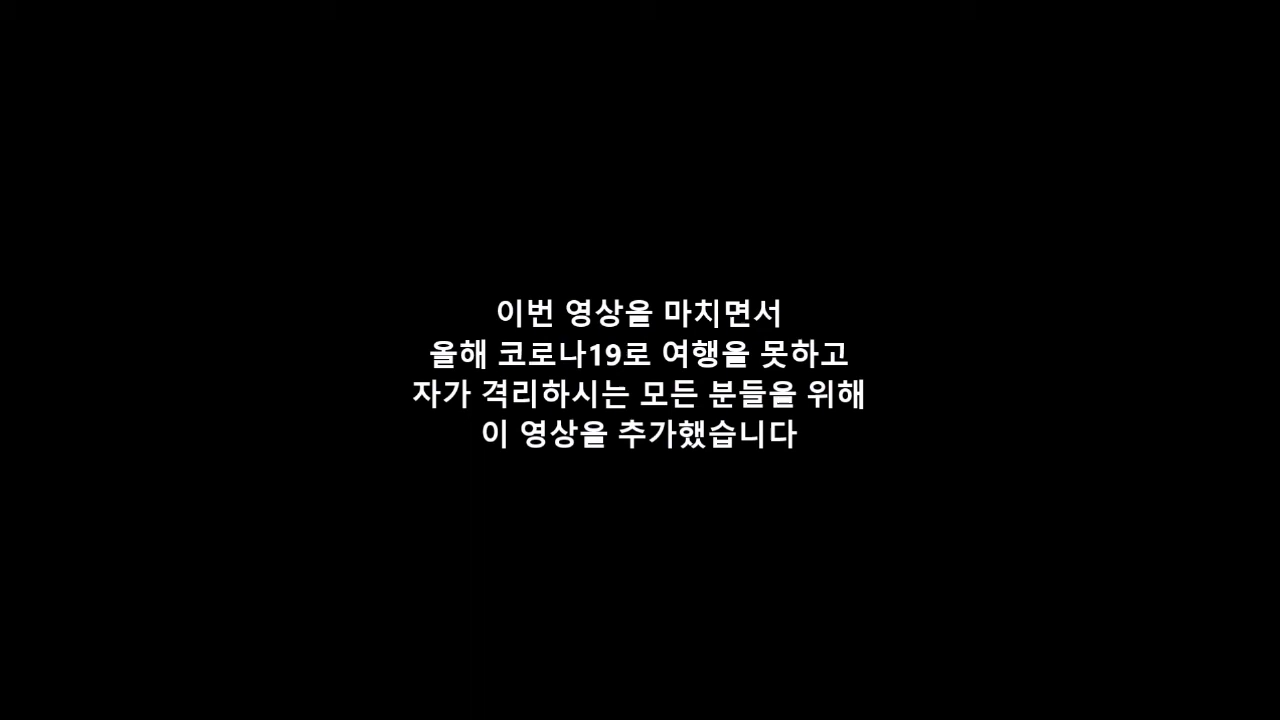 이번 영상을 마치면서
올해 코로나19로 여행을 못하고
자가 격리하시는 모든 분들을 위해
이 영상을 추가했습니다